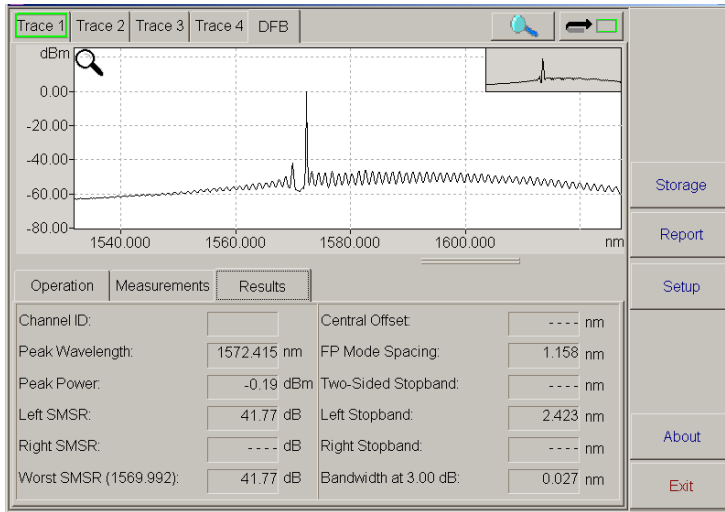 Trace 1 Trace 2 Trace 3 Trace 4 DFB
dBm
0.00
-20.00
-40.00
-60.00
-80.00
1540.000 1560.000 1580.000 1600.000 nm
Operation Measurements Results
Channel ID: Central Offset: ---- nm
Peak Wavelength: 1572.415 nm FP Mode Spacing: 1.158 nm
Peak Power: -0.19 dBm Two-Sided Stopband: ---- nm
Left SMSR: 41.77 dB Left Stopband: 2.423 nm
Right SMSR: ---- dB Right Stopband: ---- nm
Worst SMSR (1569.992): 41.77 dB Bandwidth at 3.00 dB: 0.027 nm
Storage
Report
Setup
About
Exit